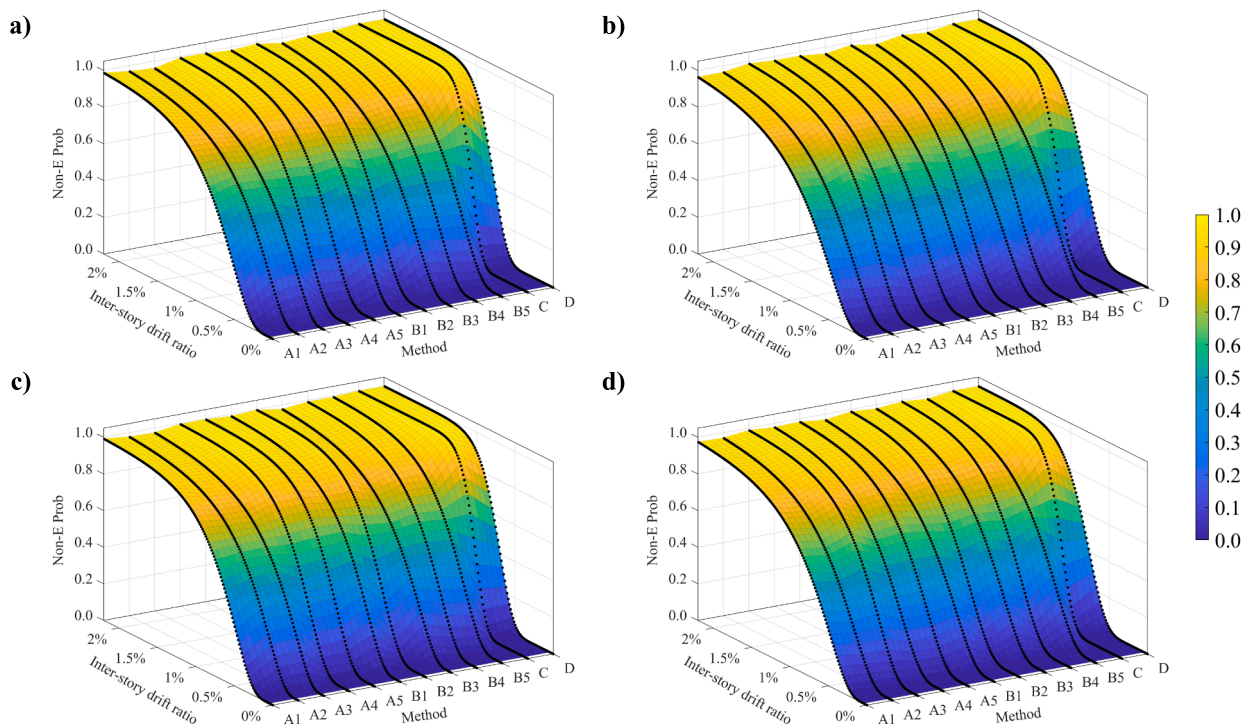 a)
1.0
0.8
0.6
0.4
0.2
0.0
Non-E Prob
2%
1.5%
1%
0.5%
0%
Inter-story drift ratio
A1 A2 A3 A4 A5 B1 B2 B3 B4 B5 C D
Method
b)
1.0
0.8
0.6
0.4
0.2
0.0
Non-E Prob
2%
1.5%
1%
0.5%
0%
Inter-story drift ratio
A1 A2 A3 A4 A5 B1 B2 B3 B4 B5 C D
Method
1.0
0.9
0.8
0.7
0.6
0.5
0.4
0.3
0.2
0.1
0.0
c)
1.0
0.8
0.6
0.4
0.2
0.0
Non-E Prob
2%
1.5%
1%
0.5%
0%
Inter-story drift ratio
A1 A2 A3 A4 A5 B1 B2 B3 B4 B5 C D
Method
d)
1.0
0.8
0.6
0.4
0.2
0.0
Non-E Prob
2%
1.5%
1%
0.5%
0%
Inter-story drift ratio
A1 A2 A3 A4 A5 B1 B2 B3 B4 B5 C D
Method